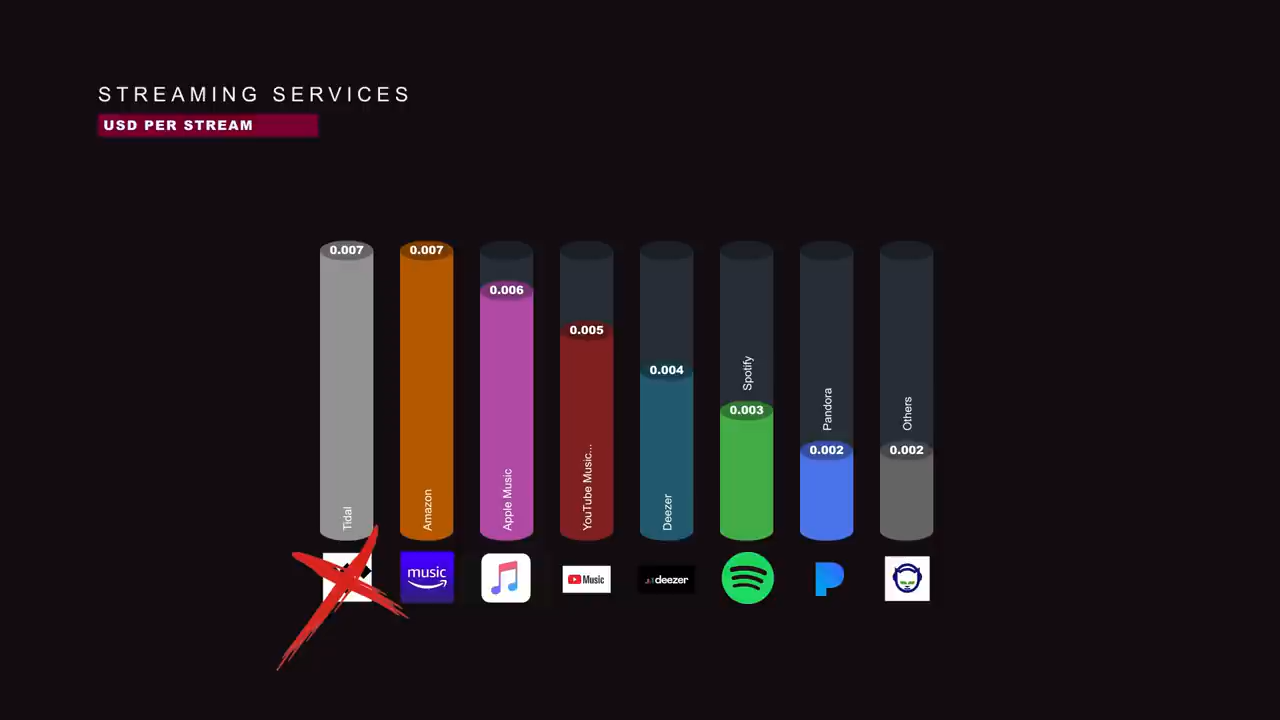 STREAMING SERVICES
USD PER STREAM
0.007
0.007
0.006
0.005
0.004
0.003
0.002
0.002
Tidal
Amazon
Apple Music
YouTube Music...
Deezer
Spotify
Pandora
Others
music
Music
deezer